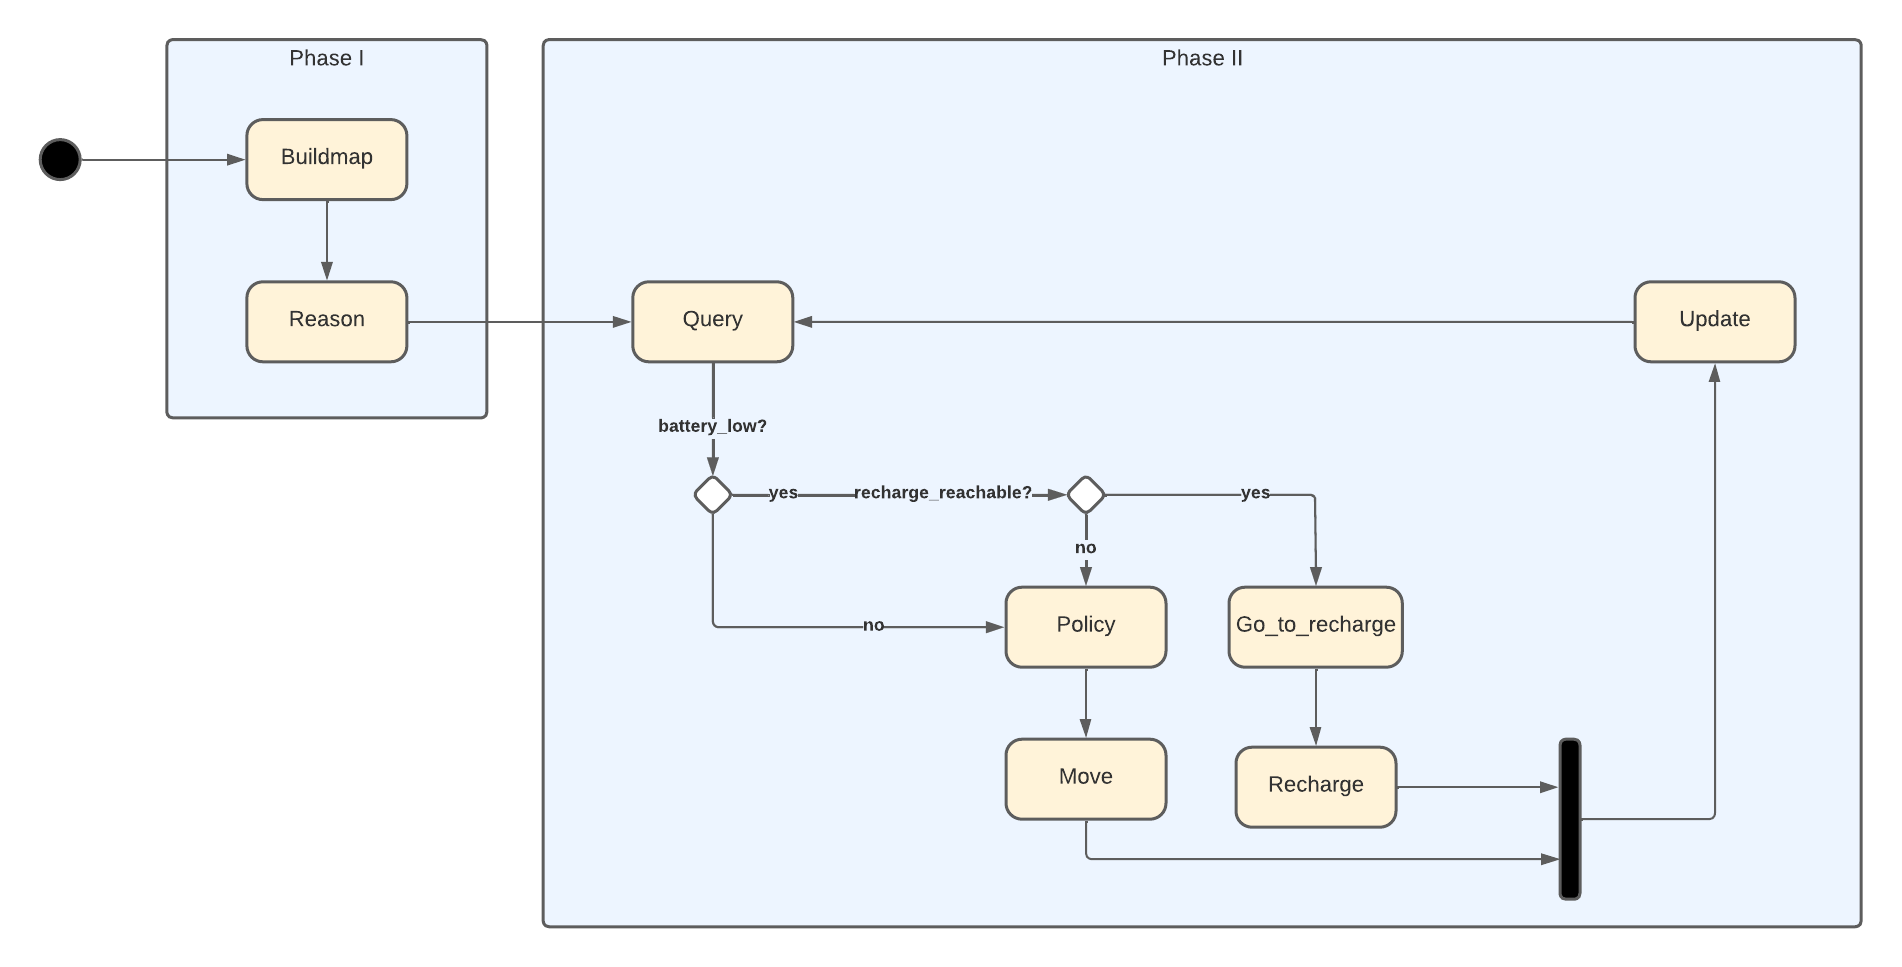 Phase I
Buildmap
Reason
Phase II
Query
Update
battery_low?
yes
recharge_reachable?
yes
no
no
Policy
Go_to_recharge
Move
Recharge